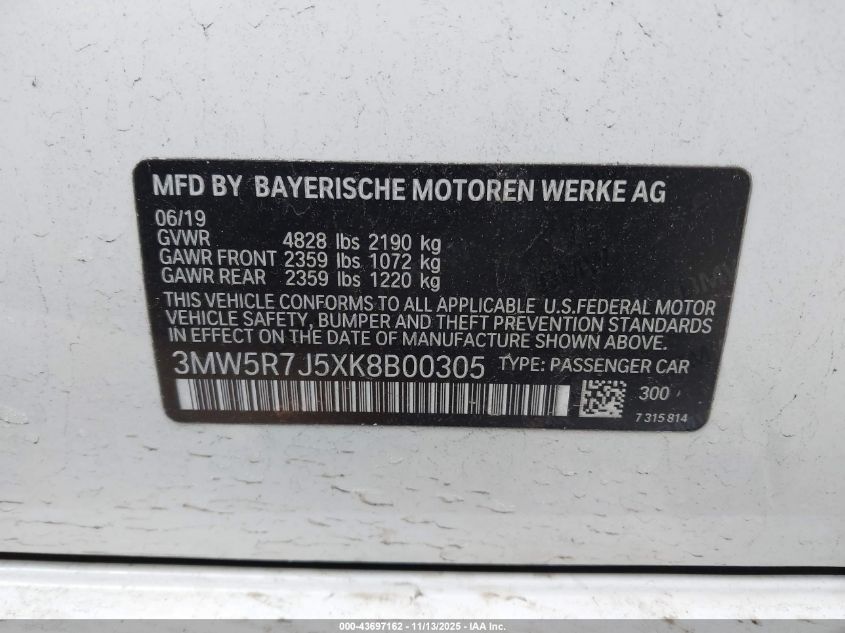 MFD BY BAYERISCHE MOTOREN WERKE AG
06/19
GVWR 4828 lbs 2190 kg
GAWR FRONT 2359 lbs 1072 kg
GAWR REAR 2359 lbs 1220 kg
THIS VEHICLE CONFORMS TO ALL APPLICABLE U.S.FEDERAL MOTOR
VEHICLE SAFETY, BUMPER AND THEFT PREVENTION STANDARDS
IN EFFECT ON THE DATE OF MANUFACTURE SHOWN ABOVE.
3MW5R7J5XK8B00305 TYPE: PASSENGER CAR
300
7 315 814
000-43697162 - 11/13/2025 - IAA Inc.